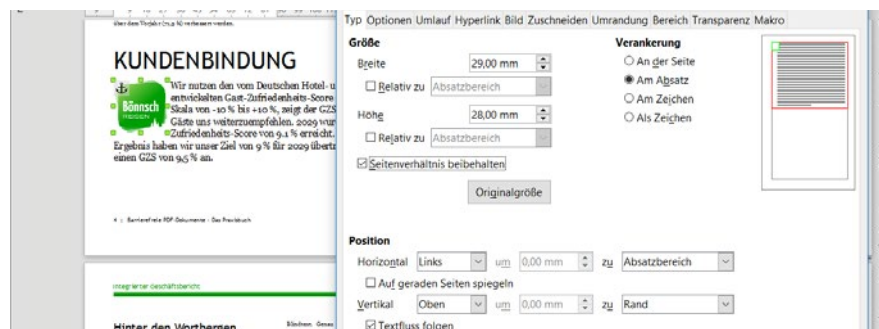 über dem Vorjahr (71,9 %) verbessert werden.
KUNDENBINDUNG
Wir nutzen den vom Deutschen Hotel- u
entwickelten Gast-Zufriedenheits-Score
Skala von -10 % bis +10 %, zeigt der GZS
Gäste uns weiterzuempfehlen. 2029 wur
Zufriedenheits-Score von 9,1 % erreicht.
Ergebnis haben wir unser Ziel von 9 % für 2029 übertr
einen GZS von 9,5 % an.
Bönnsch
REISEN
4 | Barrierefreie PDF-Dokumente - Das Praxisbuch
Integrierter Geschäftsbericht
Hinter den Wortbergen
Typ Optionen Umlauf Hyperlink Bild Zuschneiden Umrandung Bereich Transparenz Makro
Größe
Breite 29,00 mm
Relativ zu Absatzbereich
Höhe 28,00 mm
Relativ zu Absatzbereich
Seitenverhältnis beibehalten
Originalgröße
Verankerung
An der Seite
Am Absatz
Am Zeichen
Als Zeichen
Position
Horizontal Links um 0,00 mm zu Absatzbereich
Auf geraden Seiten spiegeln
Vertikal Oben um 0,00 mm zu Rand
Textfluss folgen